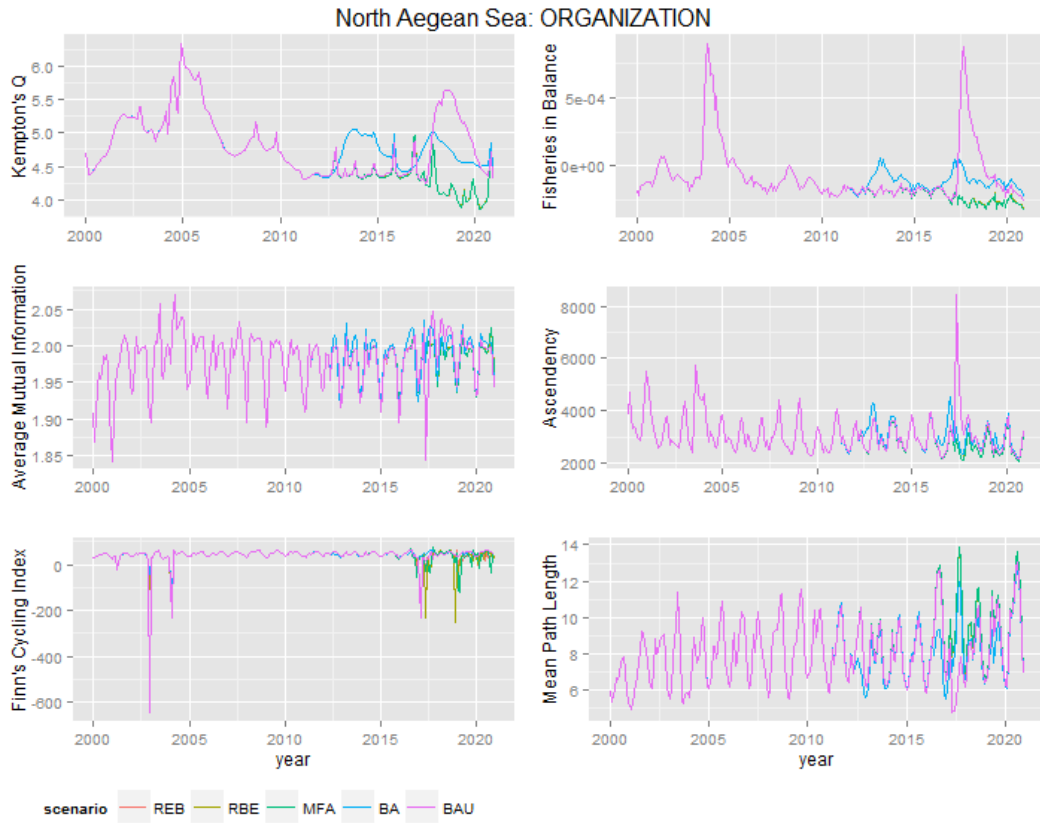 North Aegean Sea: ORGANIZATION
Kempton's Q
6.0
5.5
5.0
4.5
4.0
2000 2005 2010 2015 2020
Fisheries in Balance
5e-04
0e+00
2000 2005 2010 2015 2020
Average Mutual Information
2.05
2.00
1.95
1.90
1.85
2000 2005 2010 2015 2020
Ascendency
8000
6000
4000
2000
2000 2005 2010 2015 2020
Finn's Cycling Index
0
-200
-400
-600
2000 2005 2010 2015 2020
year
Mean Path Length
14
12
10
8
6
2000 2005 2010 2015 2020
year
scenario REB RBE MFA BA BAU